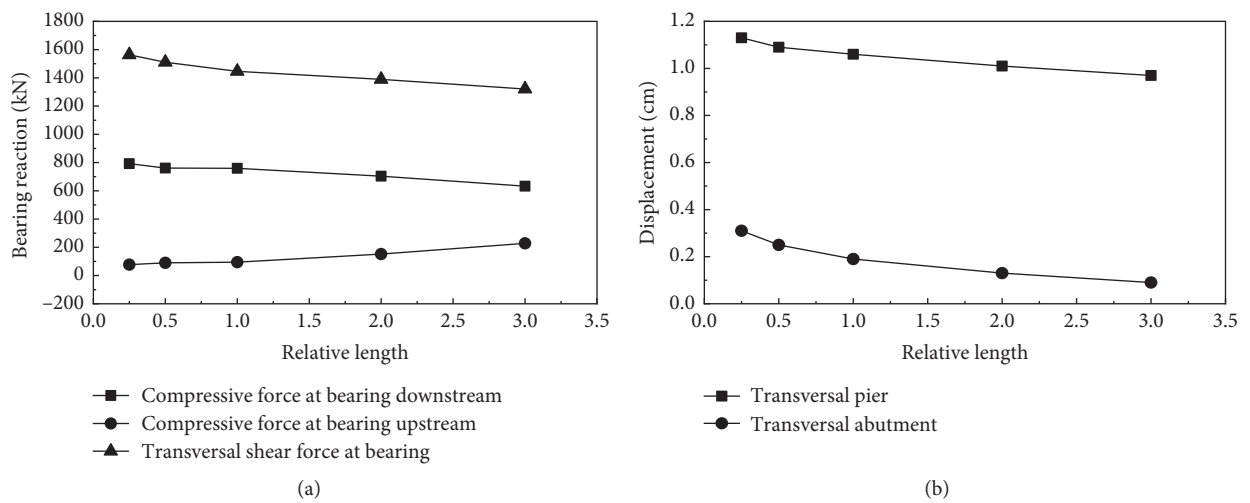 Bearing reaction (kN)
1800
1600
1400
1200
1000
800
600
400
200
0
–200
0.0 0.5 1.0 1.5 2.0 2.5 3.0 3.5
Relative length
Compressive force at bearing downstream
Compressive force at bearing upstream
Transversal shear force at bearing
(a)
Displacement (cm)
1.2
1.0
0.8
0.6
0.4
0.2
0.0
0.0 0.5 1.0 1.5 2.0 2.5 3.0 3.5
Relative length
Transversal pier
Transversal abutment
(b)